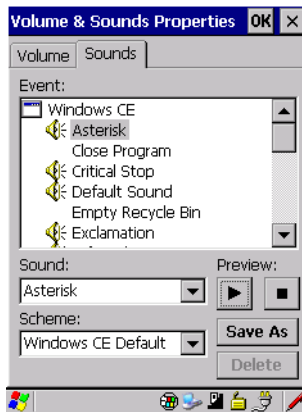 Volume & Sounds Properties OK ×
Volume Sounds
Event:
Windows CE
Asterisk
Close Program
Critical Stop
Default Sound
Empty Recycle Bin
Exclamation
Sound: Preview:
Asterisk
Scheme:
Windows CE Default
Save As
Delete